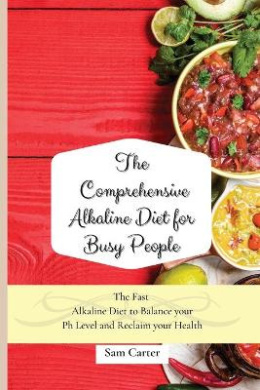 The
Comprehensive
Alkaline Diet for
Busy People
The Fast
Alkaline Diet to Balance your
Ph Level and Reclaim your Health
Sam Carter